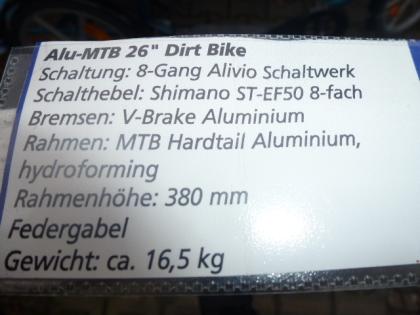 Alu-MTB 26" Dirt Bike
Schaltung: 8-Gang Alivio Schaltwerk
Schalthebel: Shimano ST-EF50 8-fach
Bremsen: V-Brake Aluminium
Rahmen: MTB Hardtail Aluminium,
hydroforming
Rahmenhöhe: 380 mm
Federgabel
Gewicht: ca. 16,5 kg